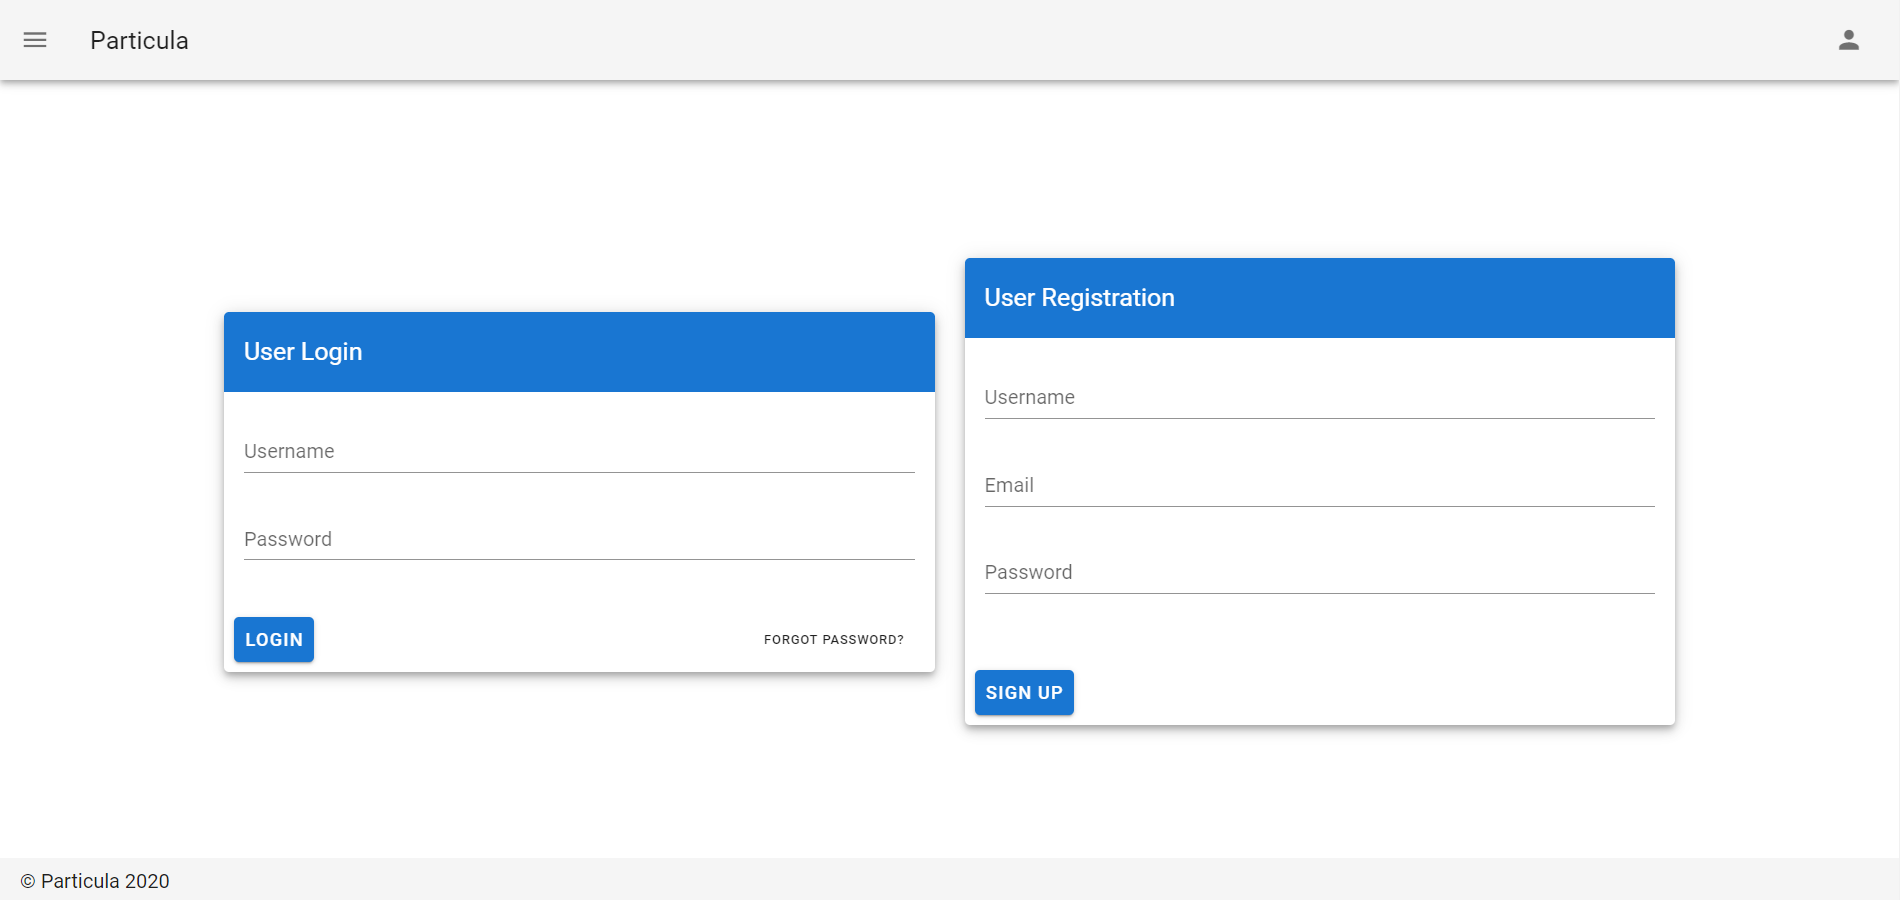 Particula
User Login
Username
Password
LOGIN
FORGOT PASSWORD?
User Registration
Username
Email
Password
SIGN UP
© Particula 2020